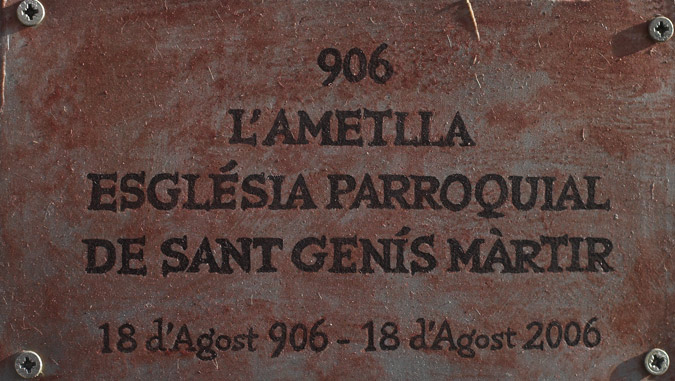 906
L'AMETLLA
ESGLÉSIA PARROQUIAL
DE SANT GENÍS MÀRTIR
18 d'Agost 906 - 18 d'Agost 2006